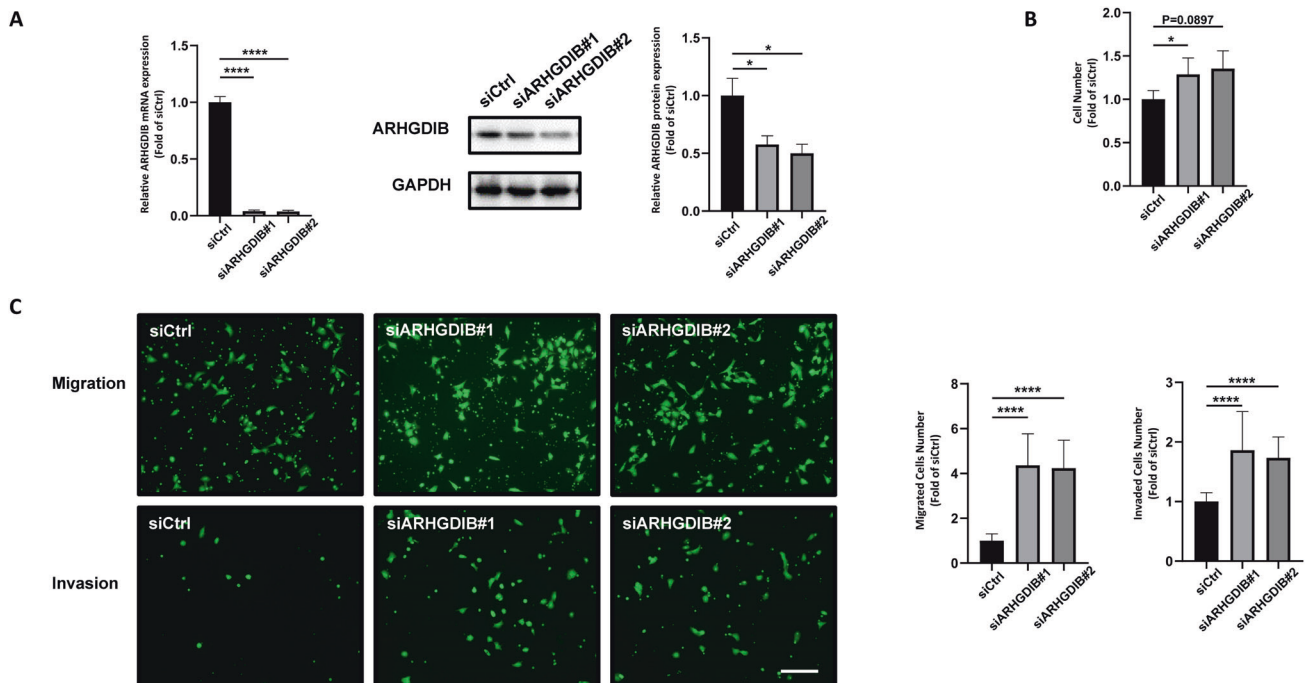 A
Relative ARHGDIB mRNA expression
(Fold of siCtrl)
1.5
1.0
0.5
0.0
****
****
siCtrl
siARHGDIB#1
siARHGDIB#2
siCtrl
siARHGDIB#1
siARHGDIB#2
ARHGDIB
GAPDH
Relative ARHGDIB protein expression
(Fold of siCtrl)
1.5
1.0
0.5
0.0
*
*
siCtrl
siARHGDIB#1
siARHGDIB#2
B
Cell Number
(Fold of siCtrl)
2.0
1.5
1.0
0.5
0.0
P=0.0897
*
siCtrl
siARHGDIB#1
siARHGDIB#2
C
Migration
siCtrl
siARHGDIB#1
siARHGDIB#2
Invasion
siCtrl
siARHGDIB#1
siARHGDIB#2
Migrated Cells Number
(Fold of siCtrl)
8
6
4
2
0
****
****
siCtrl
siARHGDIB#1
siARHGDIB#2
Invaded Cells Number
(Fold of siCtrl)
3
2
1
0
****
****
siCtrl
siARHGDIB#1
siARHGDIB#2